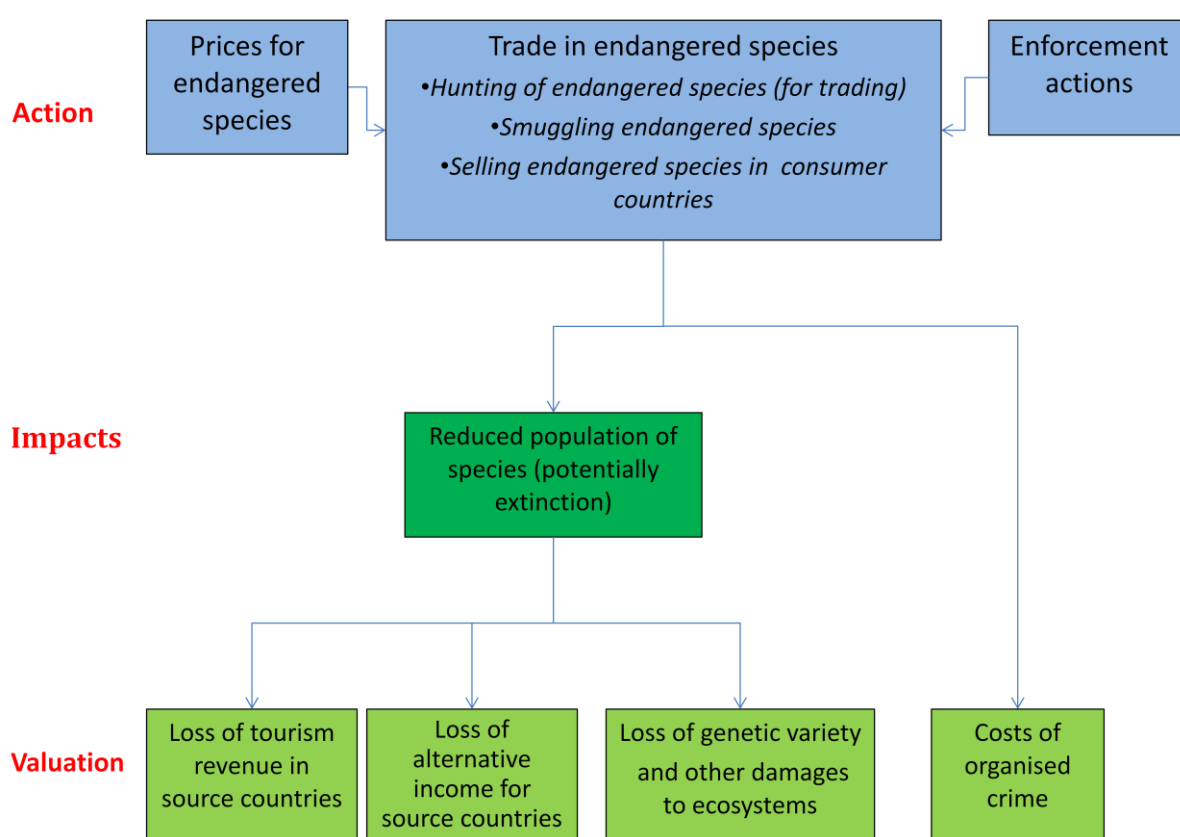 Action
Prices for
endangered
species
Trade in endangered species
•Hunting of endangered species (for trading)
•Smuggling endangered species
•Selling endangered species in consumer
countries
Enforcement
actions
Impacts
Reduced population of
species (potentially
extinction)
Valuation
Loss of tourism
revenue in
source countries
Loss of
alternative
income for
source countries
Loss of genetic variety
and other damages
to ecosystems
Costs of
organised
crime